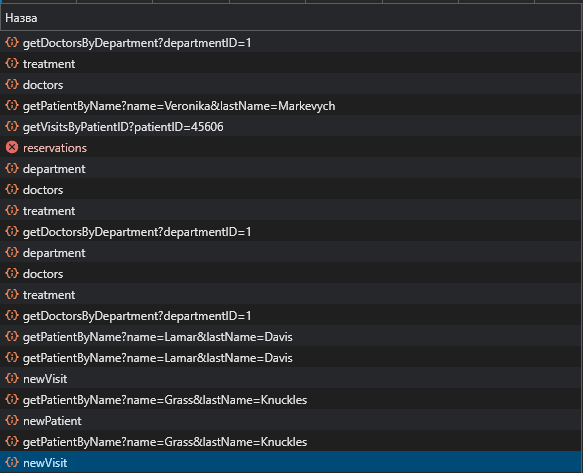 Назва
getDoctorsByDepartment?departmentID=1
treatment
doctors
getPatientByName?name=Veronika&lastName=Markevych
getVisitsByPatientID?patientID=45606
reservations
department
doctors
treatment
getDoctorsByDepartment?departmentID=1
department
doctors
treatment
getDoctorsByDepartment?departmentID=1
getPatientByName?name=Lamar&lastName=Davis
getPatientByName?name=Lamar&lastName=Davis
newVisit
getPatientByName?name=Grass&lastName=Knuckles
newPatient
getPatientByName?name=Grass&lastName=Knuckles
newVisit